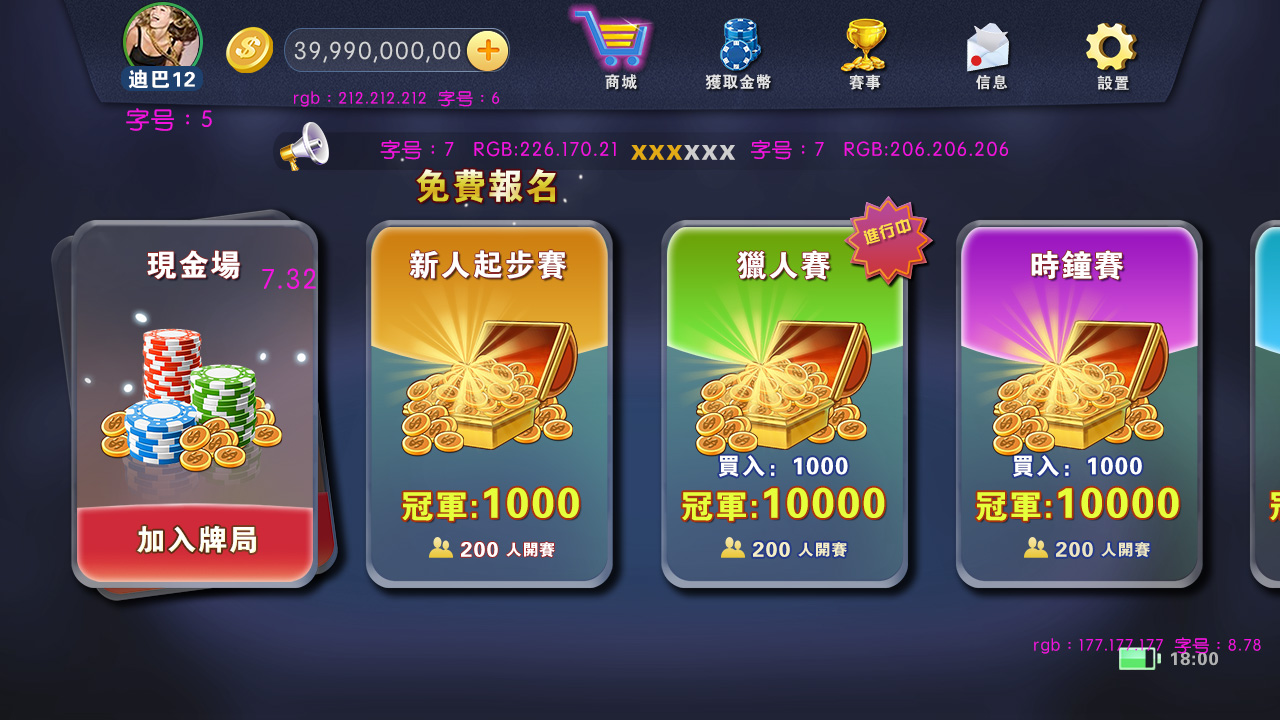 迪巴12
39,990,000,00
商城
獲取金幣
賽事
信息
設置
rgb：212.212.212 字号：6
字号：5
字号：7 RGB:226.170.21 XXXXXX 字号：7 RGB:206.206.206
免費報名
現金場
7.32
加入牌局
新人起步賽
冠軍:1000
200 人開賽
獵人賽
進行中
買入：1000
冠軍:10000
200 人開賽
時鐘賽
買入：1000
冠軍:10000
200 人開賽
rgb：177.177.177 字号：8.78
18:00